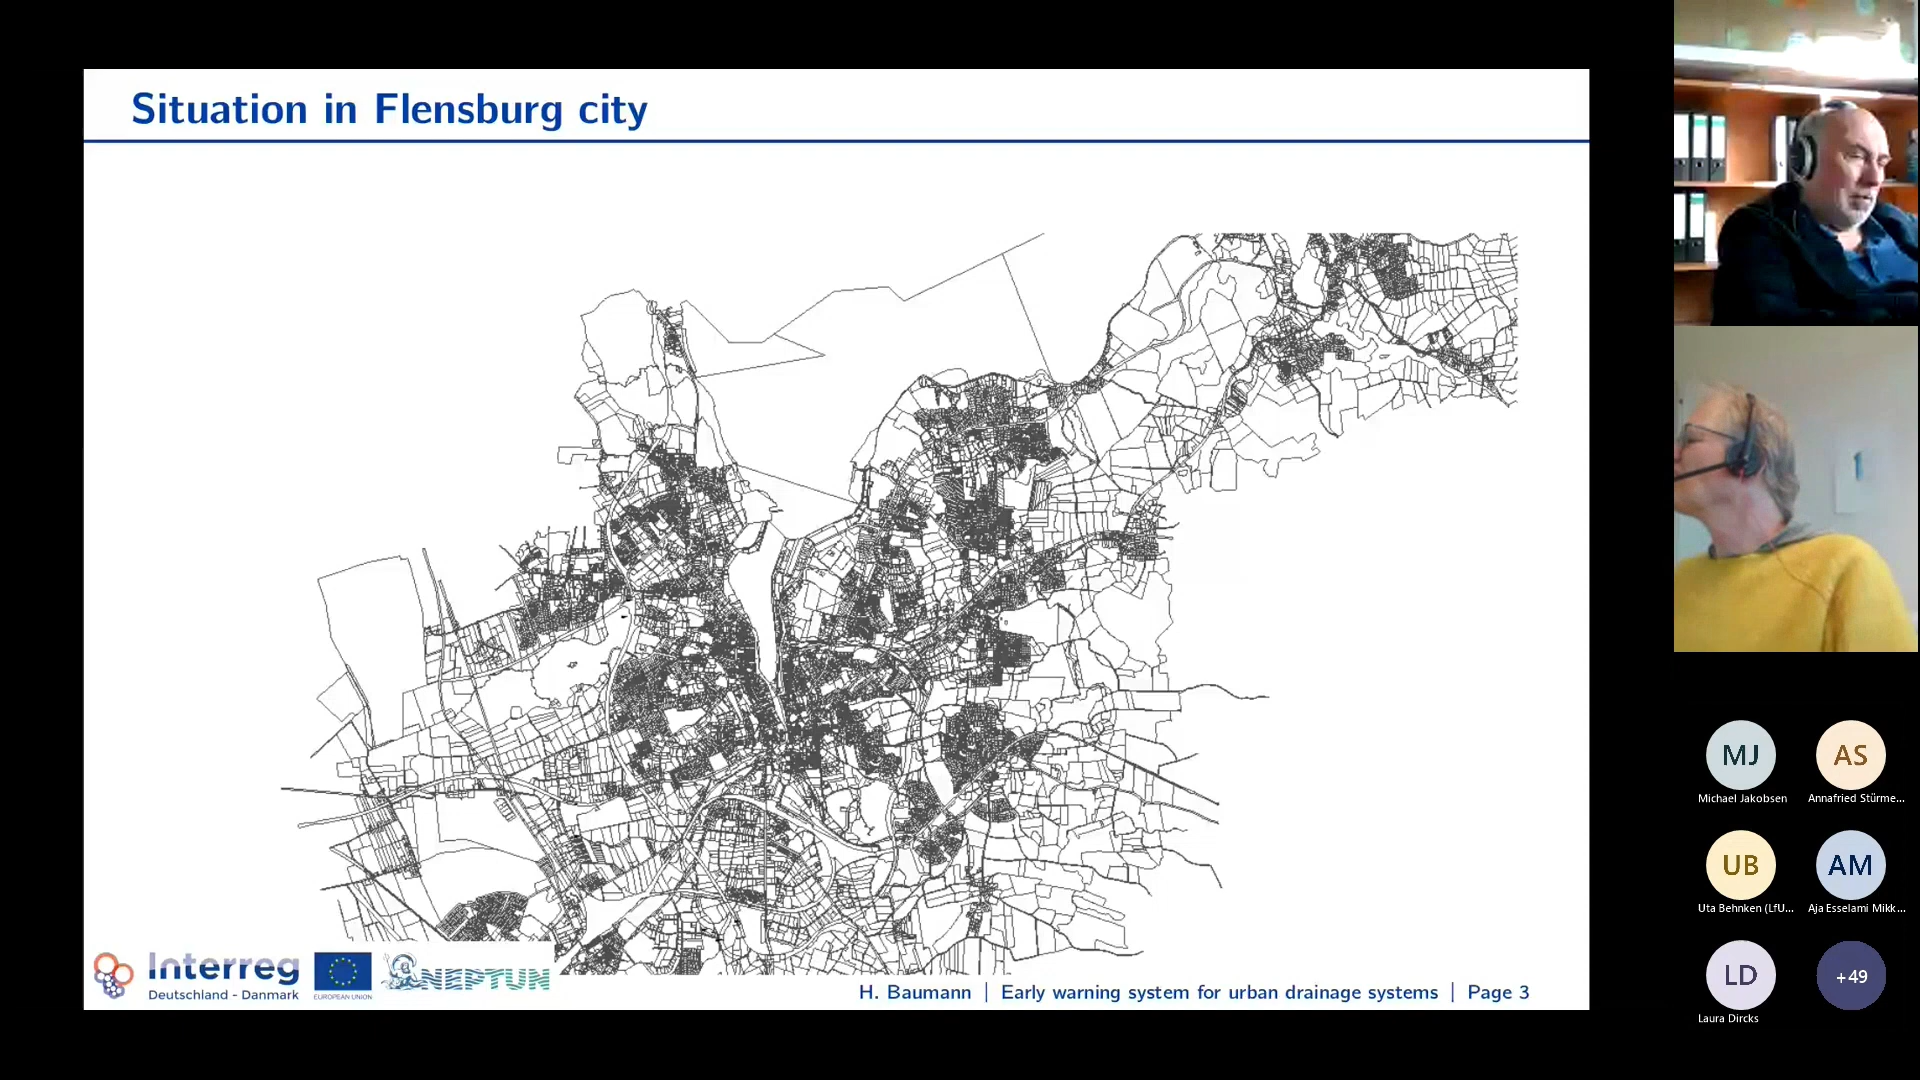 Situation in Flensburg city
Interreg
Deutschland - Danmark
EUROPEAN UNION
NEPTUN
H. Baumann | Early warning system for urban drainage systems | Page 3
MJ
AS
Michael Jakobsen
Annafried Stürme...
UB
AM
Uta Behnken (LfU...
Aja Esselami Mikk...
LD
+49
Laura Dircks